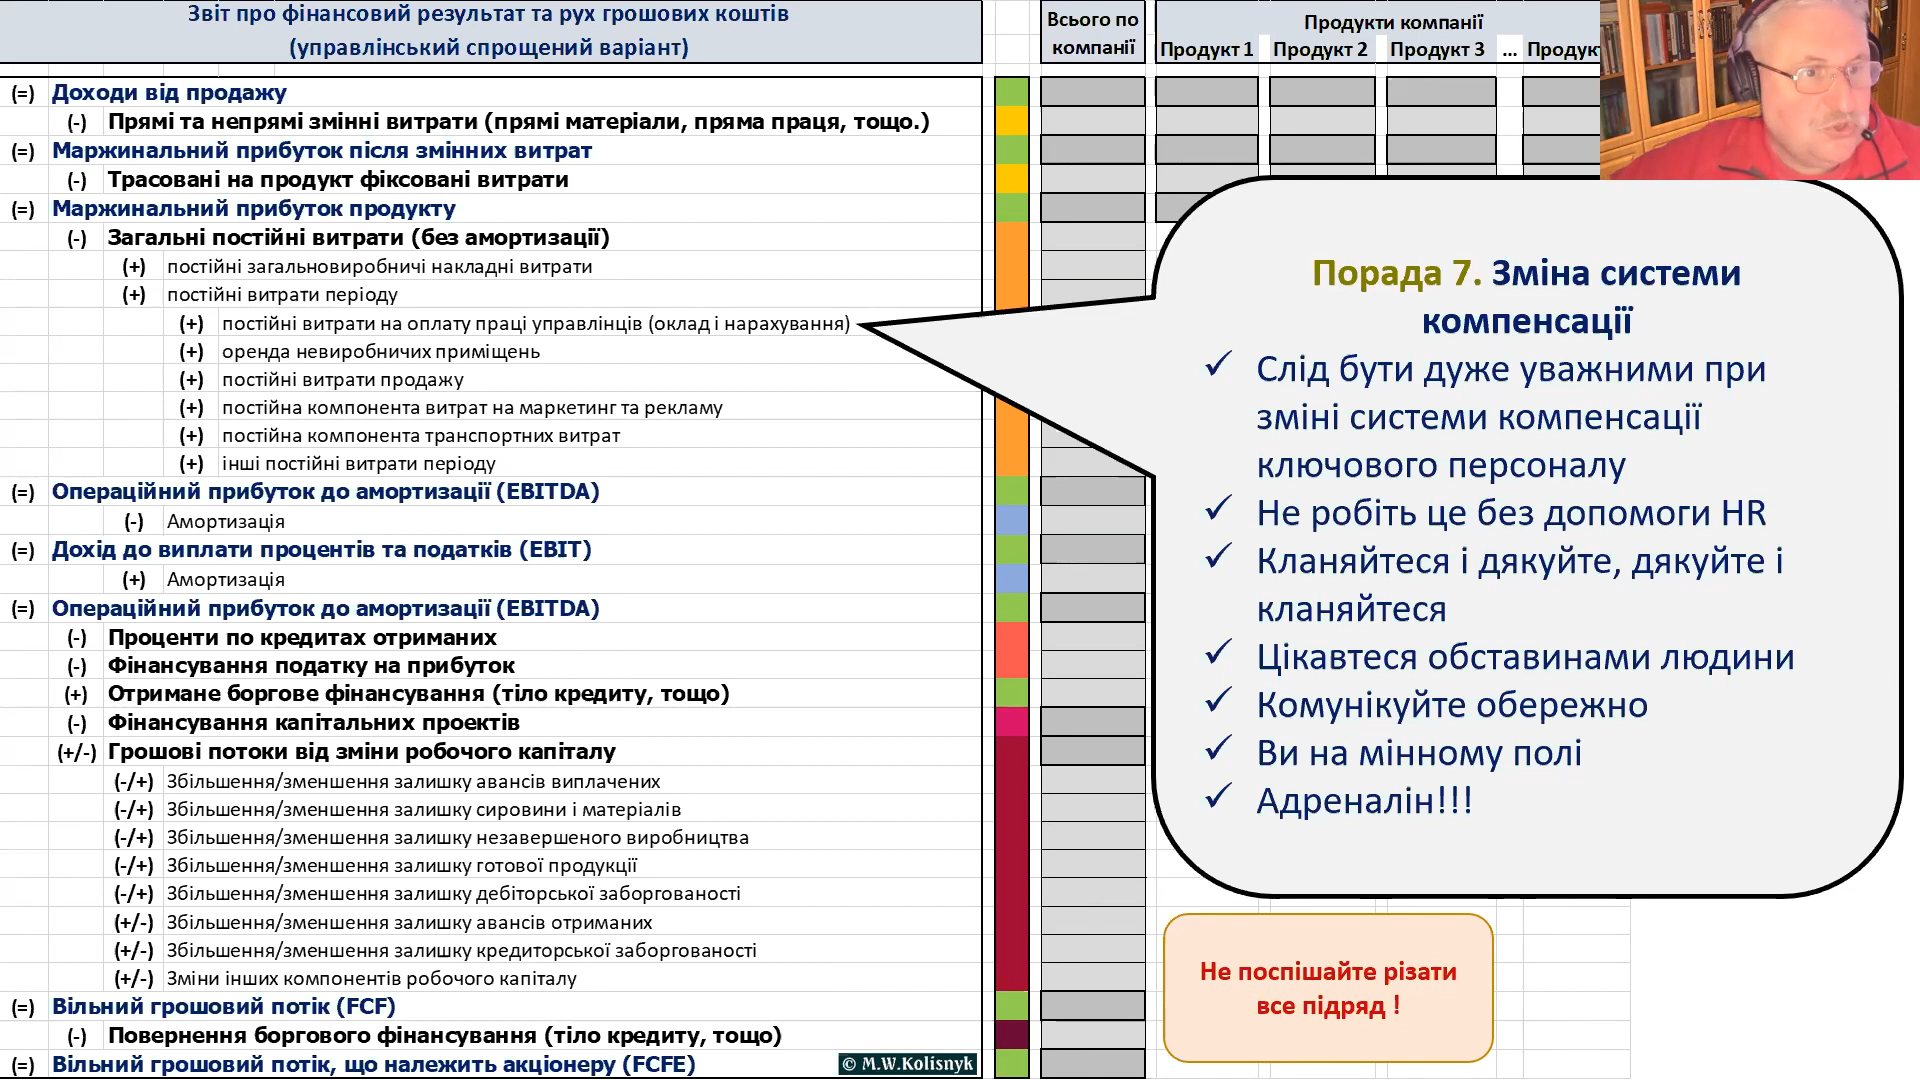 Звіт про фінансовий результат та рух грошових коштів
(управлінський спрощений варіант)
Всього по
компанії
Продукти компанії
Продукт 1 Продукт 2 Продукт 3 ... Продукт
(=) Доходи від продажу
(-) Прямі та непрямі змінні витрати (прямі матеріали, пряма праця, тощо.)
(=) Маржинальний прибуток після змінних витрат
(-) Трасовані на продукт фіксовані витрати
(=) Маржинальний прибуток продукту
(-) Загальні постійні витрати (без амортизації)
(+) постійні загальновиробничі накладні витрати
(+) постійні витрати періоду
(+) постійні витрати на оплату праці управлінців (оклад і нарахування)
(+) оренда невиробничих приміщень
(+) постійні витрати продажу
(+) постійна компонента витрат на маркетинг та рекламу
(+) постійна компонента транспортних витрат
(+) інші постійні витрати періоду
(=) Операційний прибуток до амортизації (EBITDA)
(-) Амортизація
(=) Дохід до виплати процентів та податків (EBIT)
(+) Амортизація
(=) Операційний прибуток до амортизації (EBITDA)
(-) Проценти по кредитах отриманих
(-) Фінансування податку на прибуток
(+) Отримане боргове фінансування (тіло кредиту, тощо)
(-) Фінансування капітальних проектів
(+/-) Грошові потоки від зміни робочого капіталу
(-/+) Збільшення/зменшення залишку авансів виплачених
(-/+) Збільшення/зменшення залишку сировини і матеріалів
(-/+) Збільшення/зменшення залишку незавершеного виробництва
(-/+) Збільшення/зменшення залишку готової продукції
(-/+) Збільшення/зменшення залишку дебіторської заборгованості
(+/-) Збільшення/зменшення залишку авансів отриманих
(+/-) Збільшення/зменшення залишку кредиторської заборгованості
(+/-) Зміни інших компонентів робочого капіталу
(=) Вільний грошовий потік (FCF)
(-) Повернення боргового фінансування (тіло кредиту, тощо)
(=) Вільний грошовий потік, що належить акціонеру (FCFE)
© M.W.Kolisnyk
Порада 7. Зміна системи
компенсації
✓ Слід бути дуже уважними при
зміні системи компенсації
ключового персоналу
✓ Не робіть це без допомоги HR
✓ Кланяйтеся і дякуйте, дякуйте і
кланяйтеся
✓ Цікавтеся обставинами людини
✓ Комунікуйте обережно
✓ Ви на мінному полі
✓ Адреналін!!!
Не поспішайте різати
все підряд !